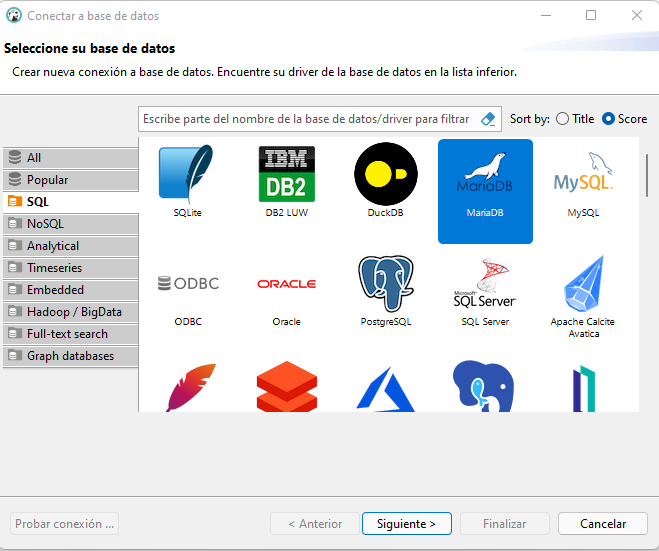 Conectar a base de datos
Seleccione su base de datos
Crear nueva conexión a base de datos. Encuentre su driver de la base de datos en la lista inferior.
Escribe parte del nombre de la base de datos/driver para filtrar
Sort by: Title Score
All
Popular
SQL
NoSQL
Analytical
Timeseries
Embedded
Hadoop / BigData
Full-text search
Graph databases
SQLite
IBM
DB2
DB2 LUW
DuckDB
MariaDB
MariaDB
MySQL
MySQL
ODBC
ODBC
ORACLE
Oracle
PostgreSQL
Microsoft
SQL Server
SQL Server
Apache Calcite
Avatica
Probar conexión ...
< Anterior
Siguiente >
Finalizar
Cancelar